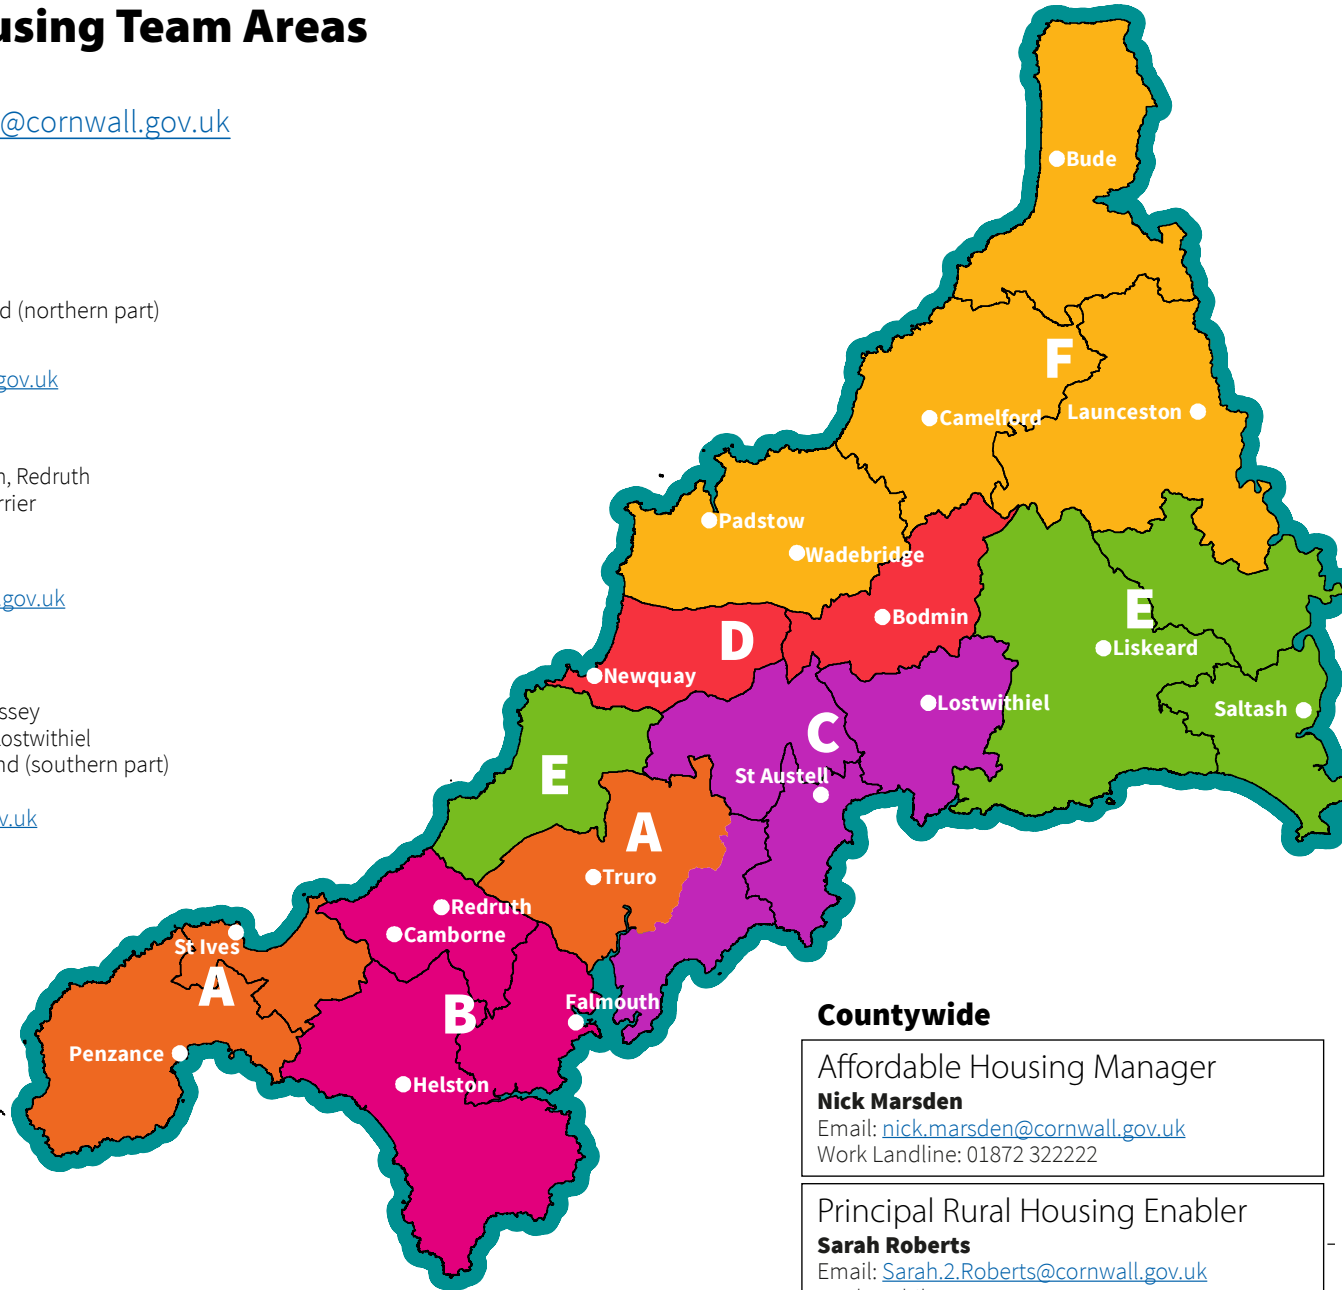 using Team Areas
@cornwall.gov.uk
d (northern part)
gov.uk
n, Redruth
rrier
.gov.uk
ssey
Lostwithiel
nd (southern part)
v.uk
Bude
F
Camelford
Launceston
Padstow
Wadebridge
Bodmin
D
E
Liskeard
Newquay
Lostwithiel
Saltash
C
E
St Austell
A
Truro
Redruth
Camborne
St Ives
A
B
Falmouth
Penzance
Helston
Countywide
Affordable Housing Manager
Nick Marsden
Email: nick.marsden@cornwall.gov.uk
Work Landline: 01872 322222
Principal Rural Housing Enabler
Sarah Roberts
Email: Sarah.2.Roberts@cornwall.gov.uk